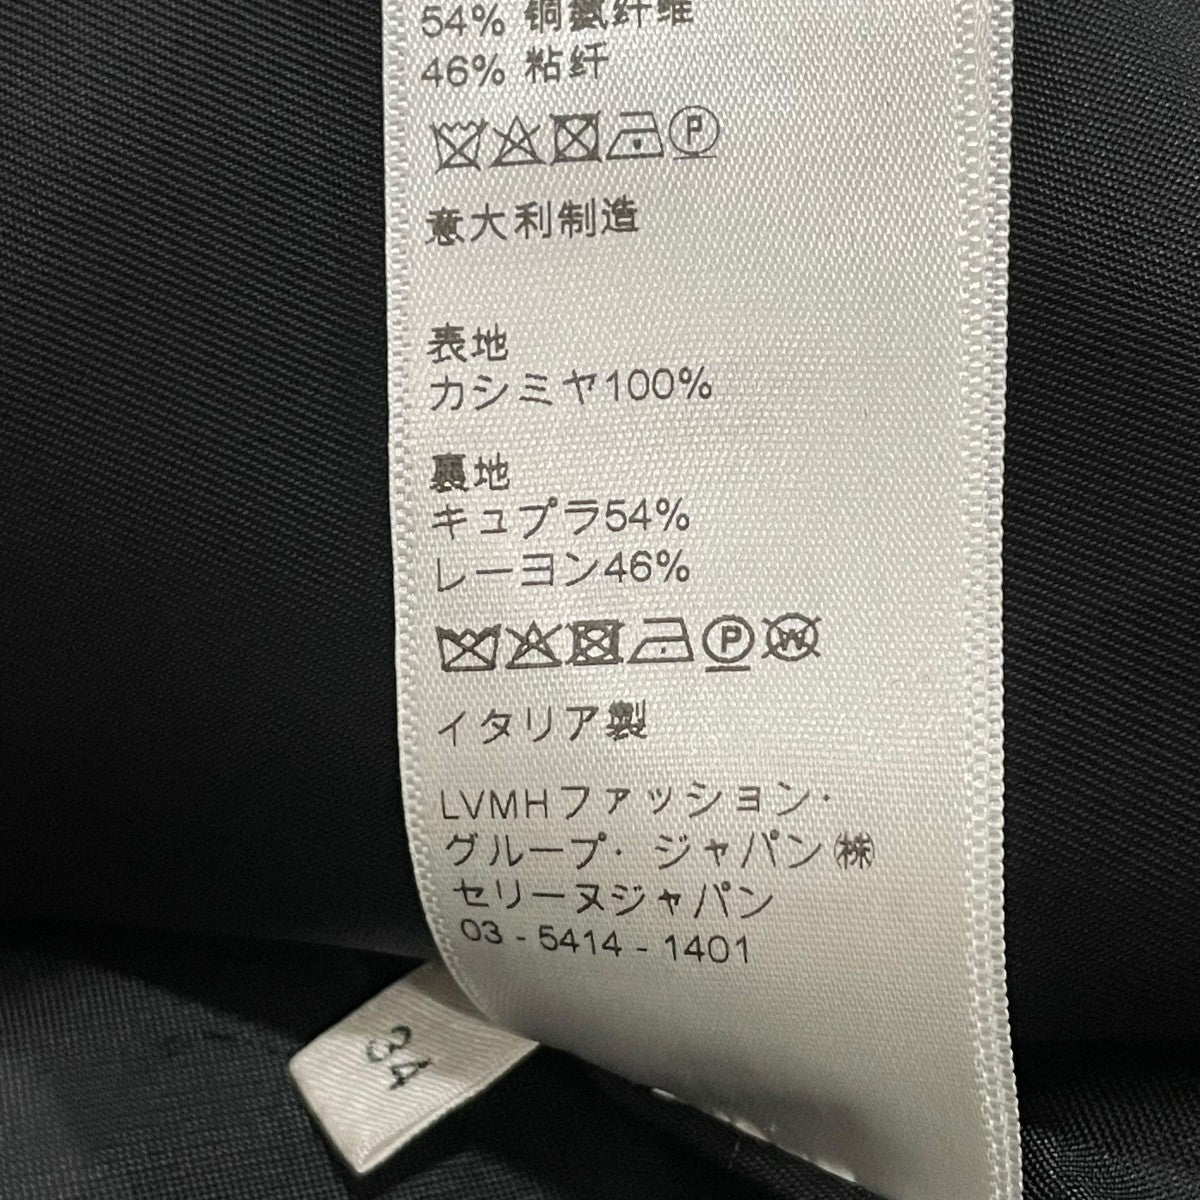 54% 铜氨纤维
46% 粘纤
意大利制造
表地
カシミヤ100%
裏地
キュプラ54%
レーヨン46%
イタリア製
LVMHファッション・
グループ・ジャパン㈱
セリーヌジャパン
03 - 5414 - 1401
34